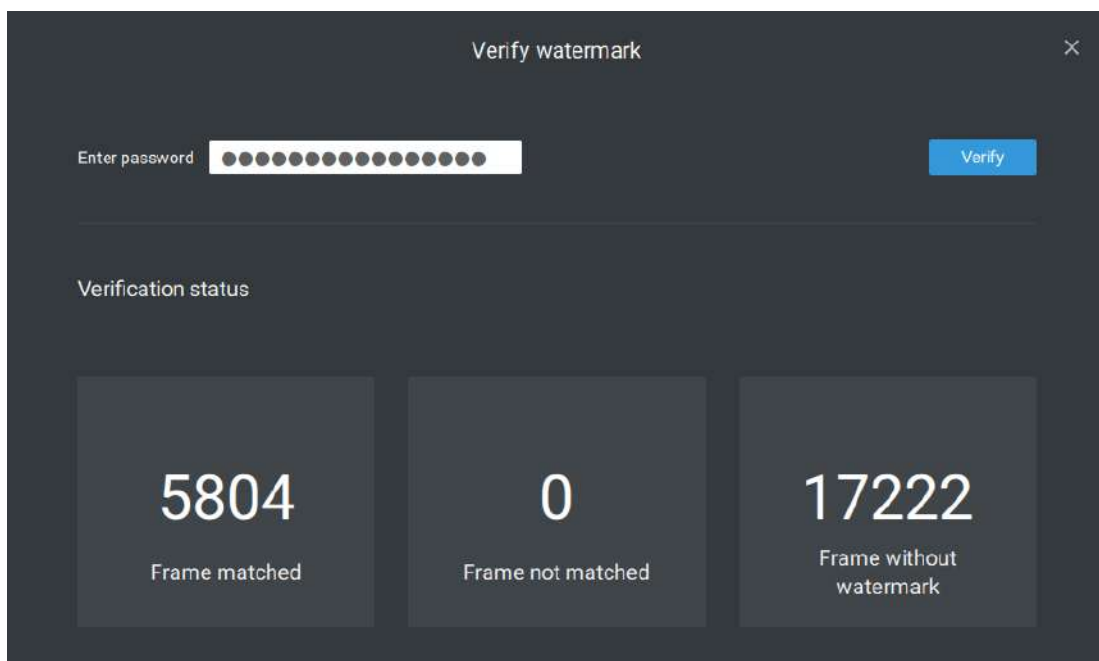 Verify watermark
Enter password
Verify
Verification status
5804
Frame matched
0
Frame not matched
17222
Frame without
watermark